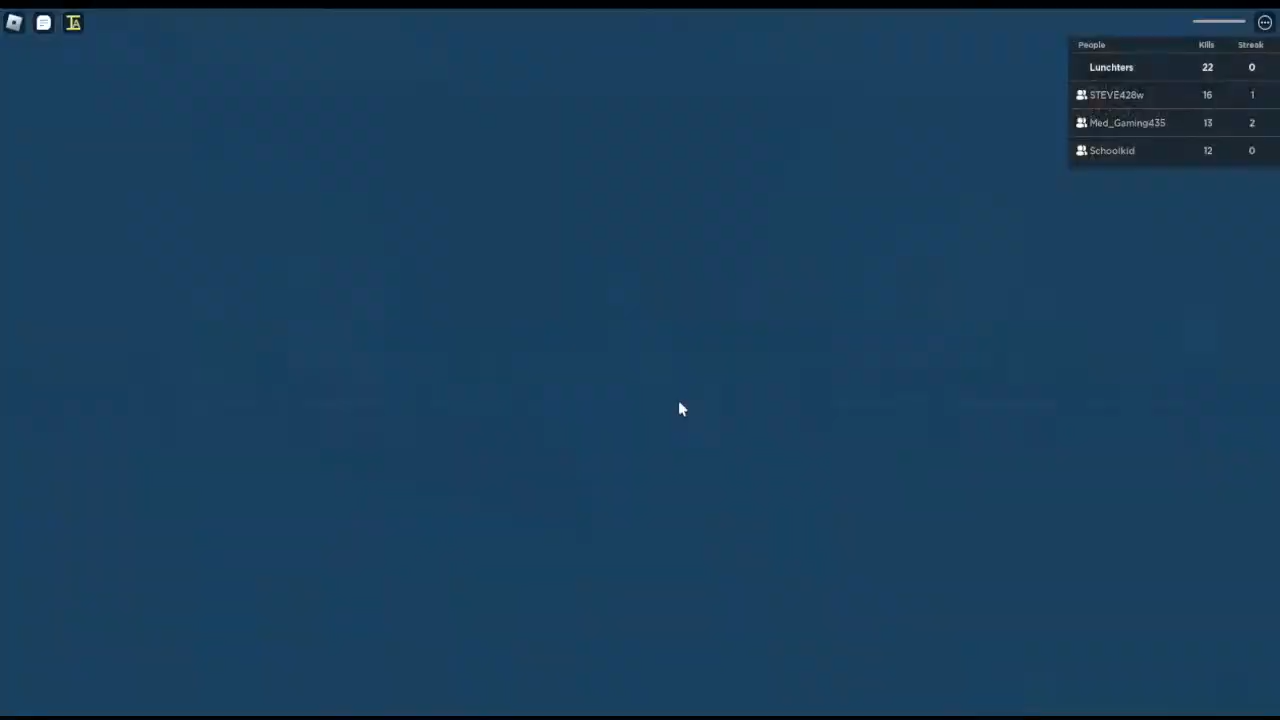 People Kills Streak
Lunchters 22 0
STEVE428w 16 1
Med_Gaming435 13 2
Schoolkid 12 0